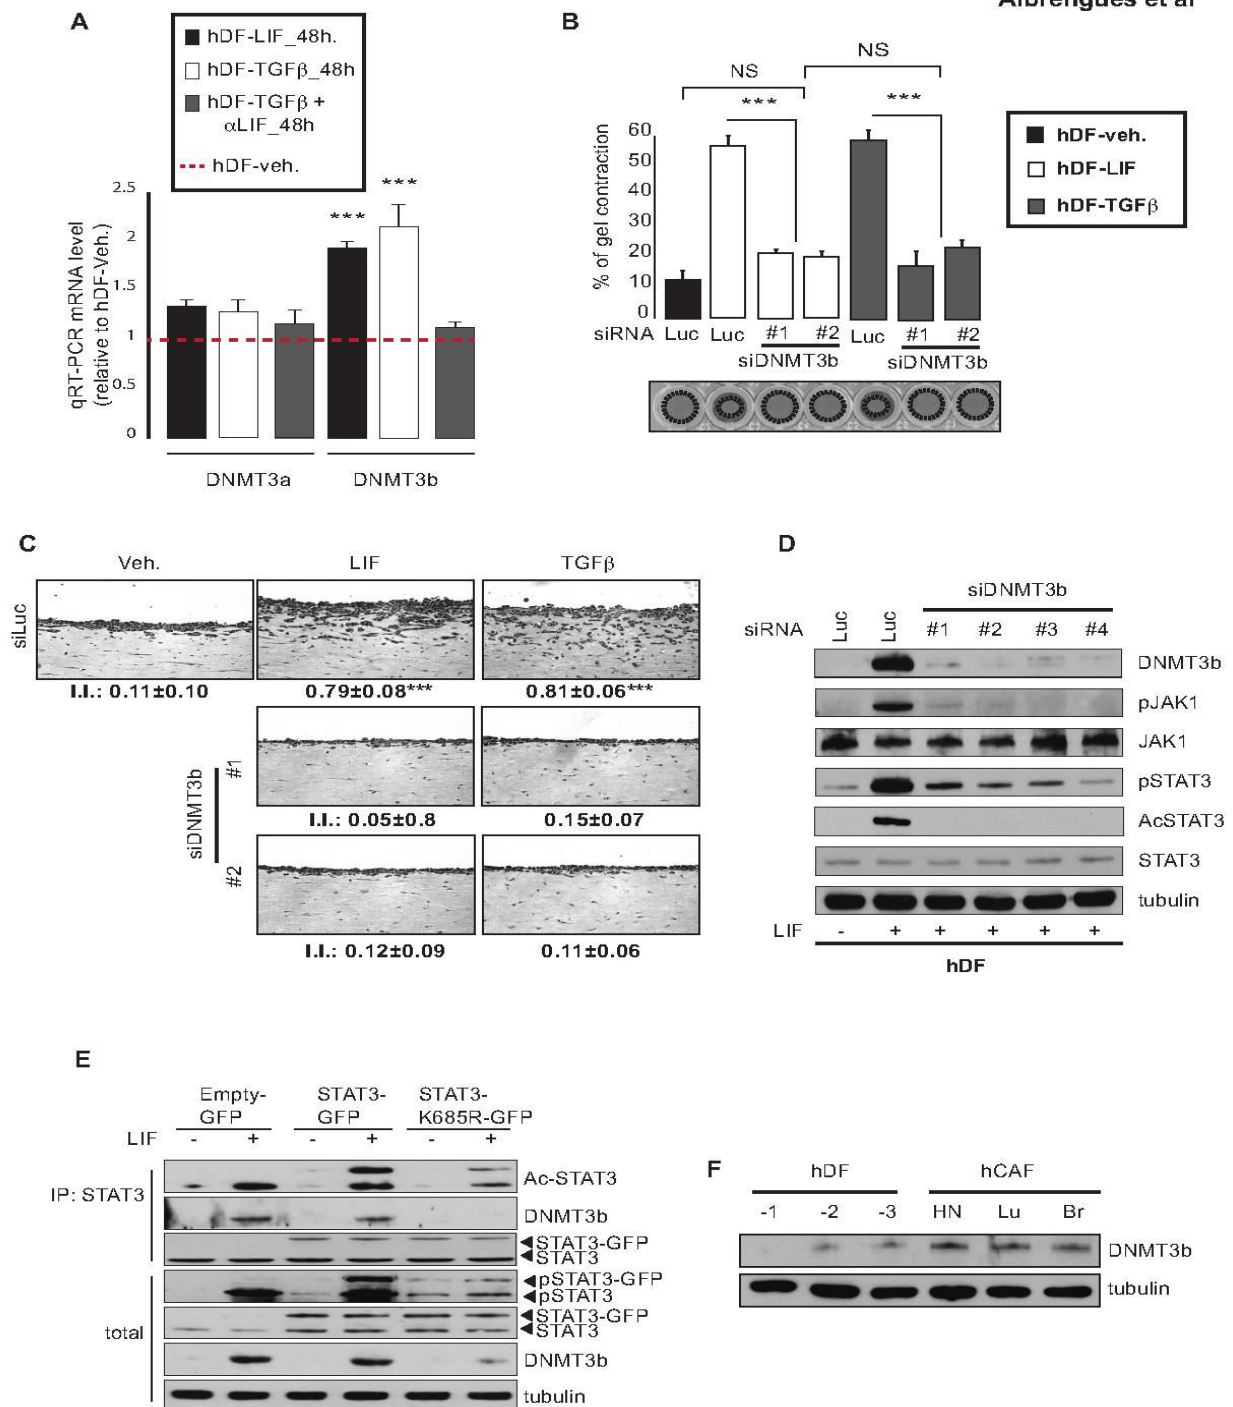 Albrengues et al
A
hDF-LIF_48h.
hDF-TGFβ_48h
hDF-TGFβ +
αLIF_48h
hDF-veh.
qRT-PCR mRNA level
(relative to hDF-Veh.)
2.5
2
1.5
1
0.5
0
***
***
DNMT3a
DNMT3b
B
NS
NS
***
***
hDF-veh.
hDF-LIF
hDF-TGFβ
% of gel contraction
60
50
40
30
20
10
0
siRNA Luc Luc #1 #2 Luc #1 #2
siDNMT3b siDNMT3b
C
Veh. LIF TGFβ
siLuc
I.I.: 0.11±0.10 0.79±0.08*** 0.81±0.06***
siDNMT3b
#1
I.I.: 0.05±0.8 0.15±0.07
#2
I.I.: 0.12±0.09 0.11±0.06
D
siDNMT3b
siRNA Luc Luc #1 #2 #3 #4
DNMT3b
pJAK1
JAK1
pSTAT3
AcSTAT3
STAT3
tubulin
LIF - + + + + +
hDF
E
Empty-
GFP
STAT3-
GFP
STAT3-
K685R-GFP
LIF - + - + - +
IP: STAT3
Ac-STAT3
DNMT3b
STAT3-GFP
STAT3
total
pSTAT3-GFP
pSTAT3
STAT3-GFP
STAT3
DNMT3b
tubulin
F
hDF hCAF
-1 -2 -3 HN Lu Br
DNMT3b
tubulin